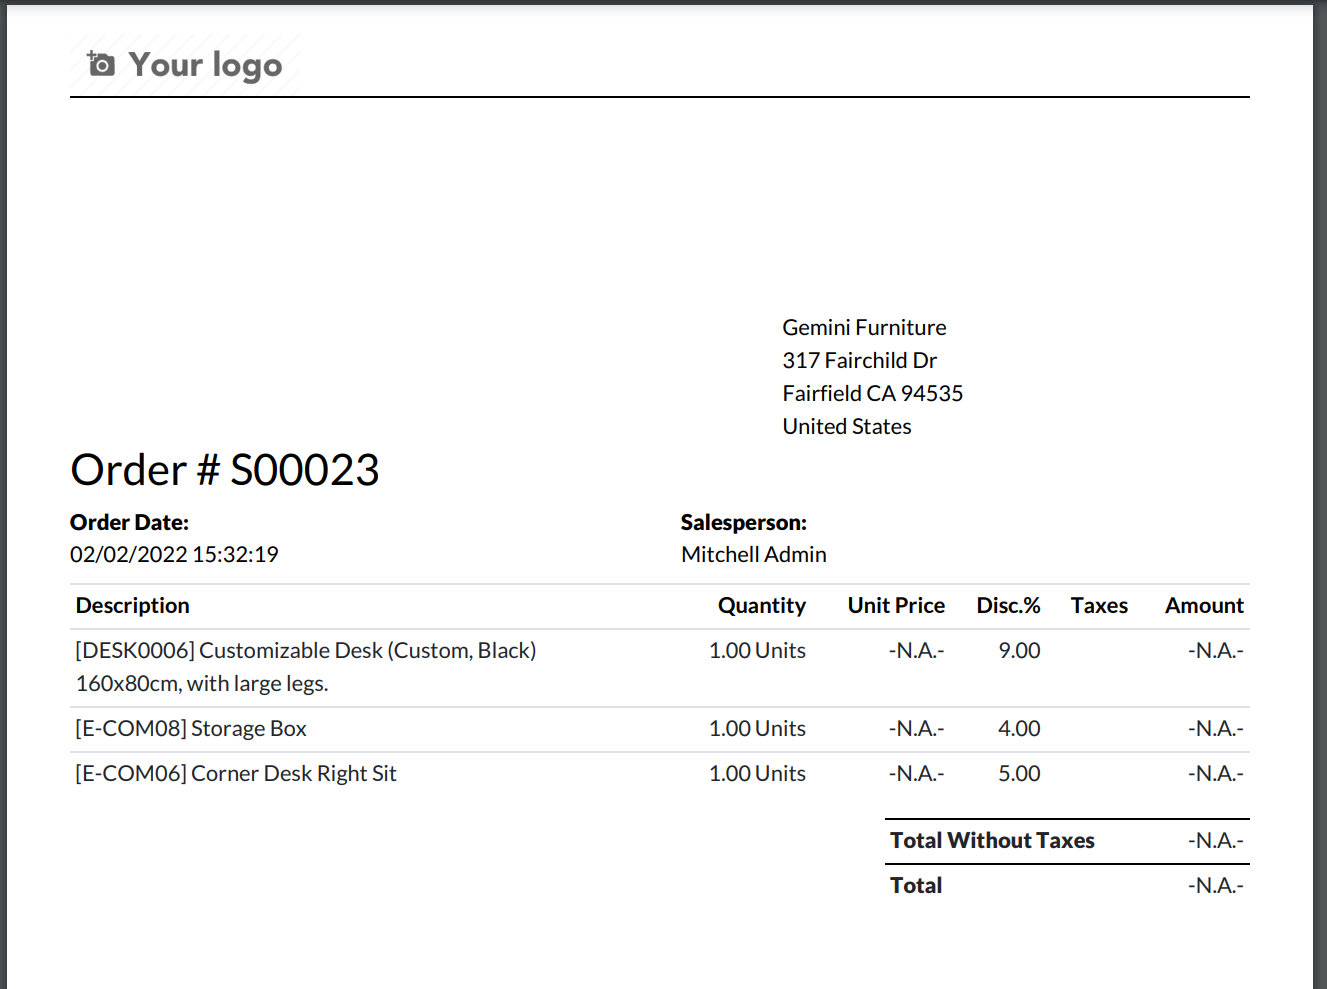 Your logo
Gemini Furniture
317 Fairchild Dr
Fairfield CA 94535
United States
Order # S00023
Order Date: Salesperson:
02/02/2022 15:32:19 Mitchell Admin
Description Quantity Unit Price Disc.% Taxes Amount
[DESK0006] Customizable Desk (Custom, Black) 1.00 Units -N.A.- 9.00 -N.A.-
160x80cm, with large legs.
[E-COM08] Storage Box 1.00 Units -N.A.- 4.00 -N.A.-
[E-COM06] Corner Desk Right Sit 1.00 Units -N.A.- 5.00 -N.A.-
Total Without Taxes -N.A.-
Total -N.A.-